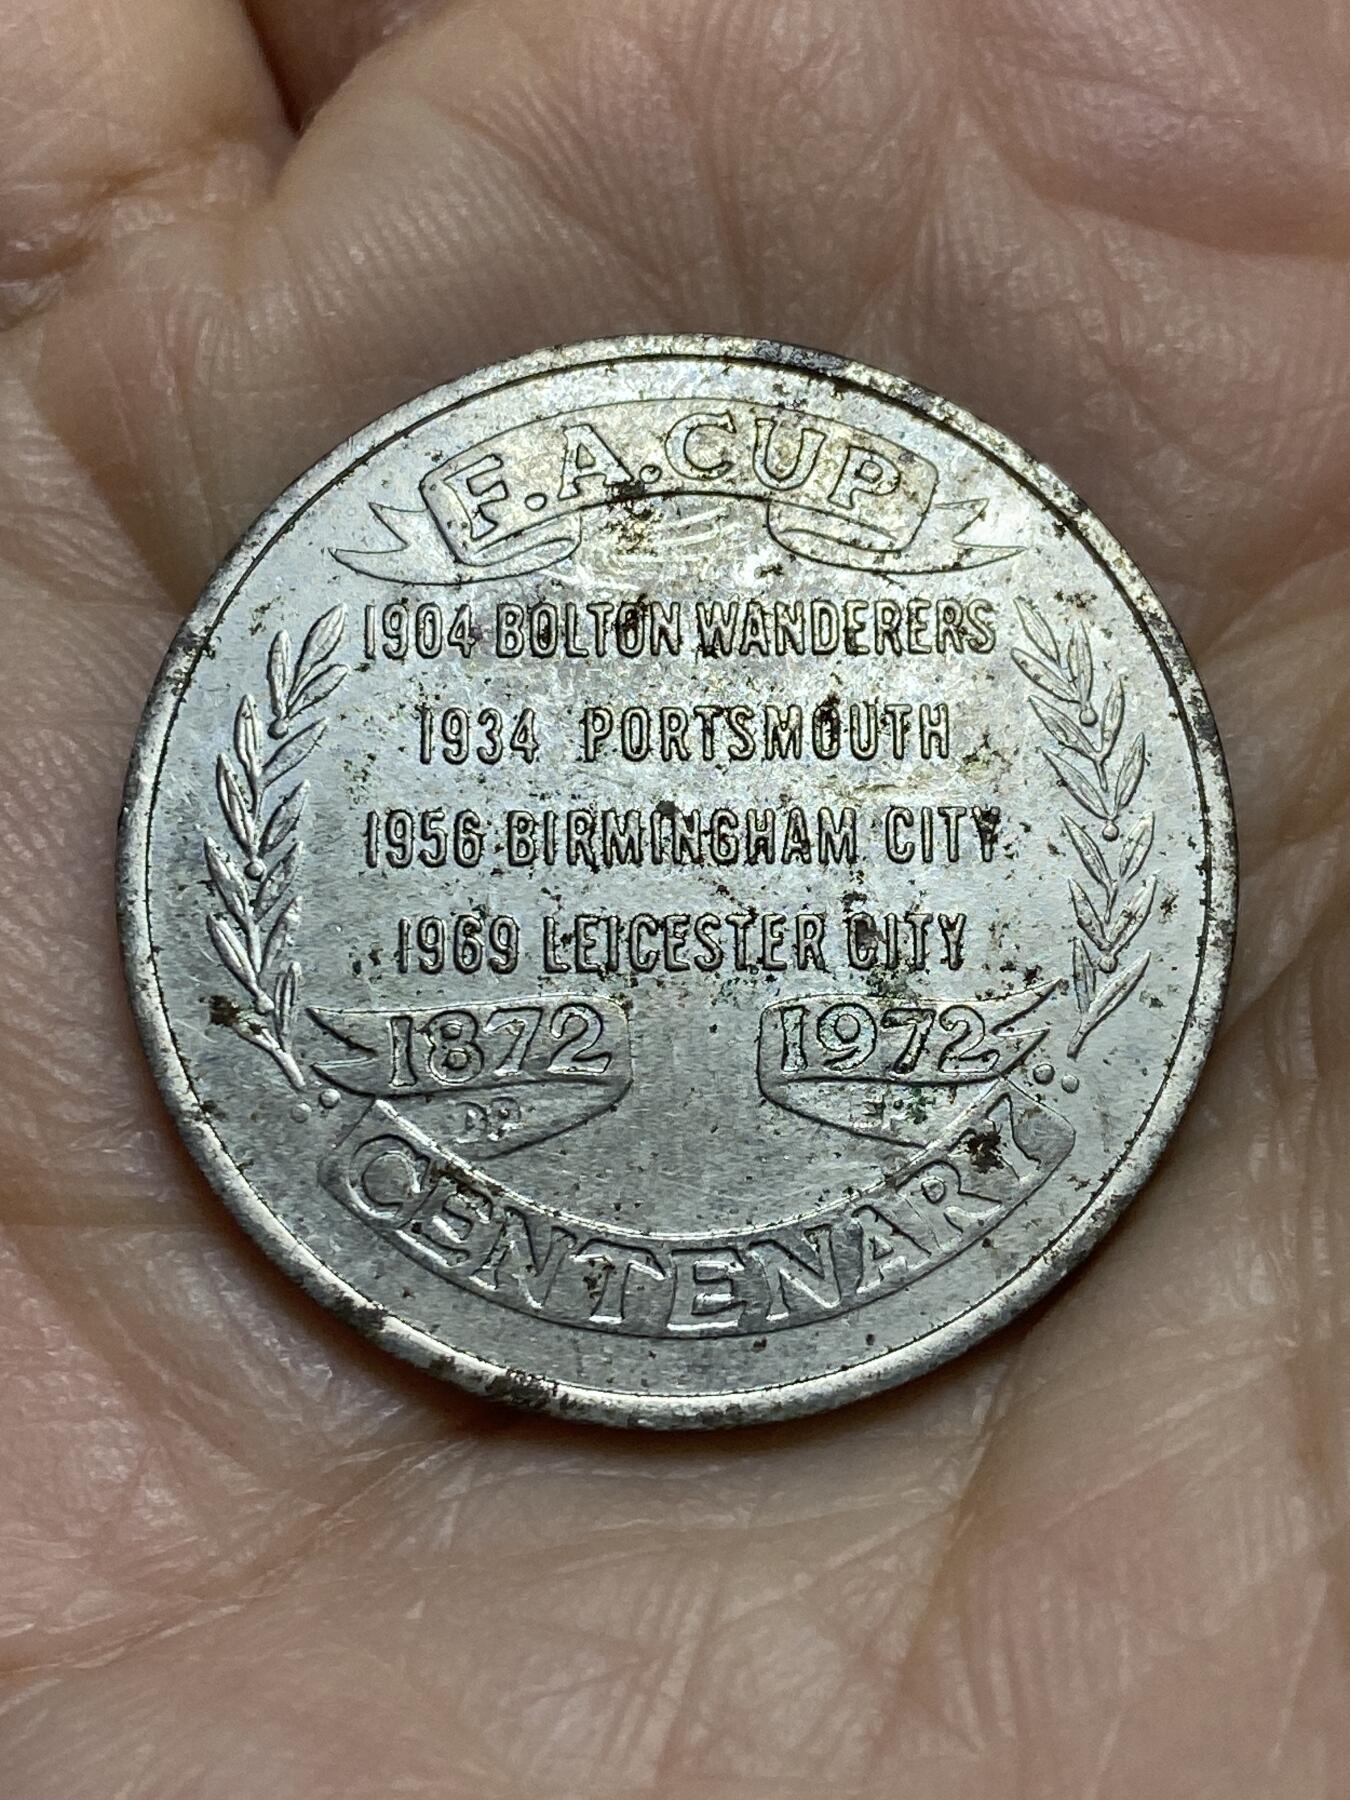 F.A.CUP
1904 BOLTON WANDERERS
1934 PORTSMOUTH
1956 BIRMINGHAM CITY
1969 LEICESTER CITY
1872 1972
CENTENARY